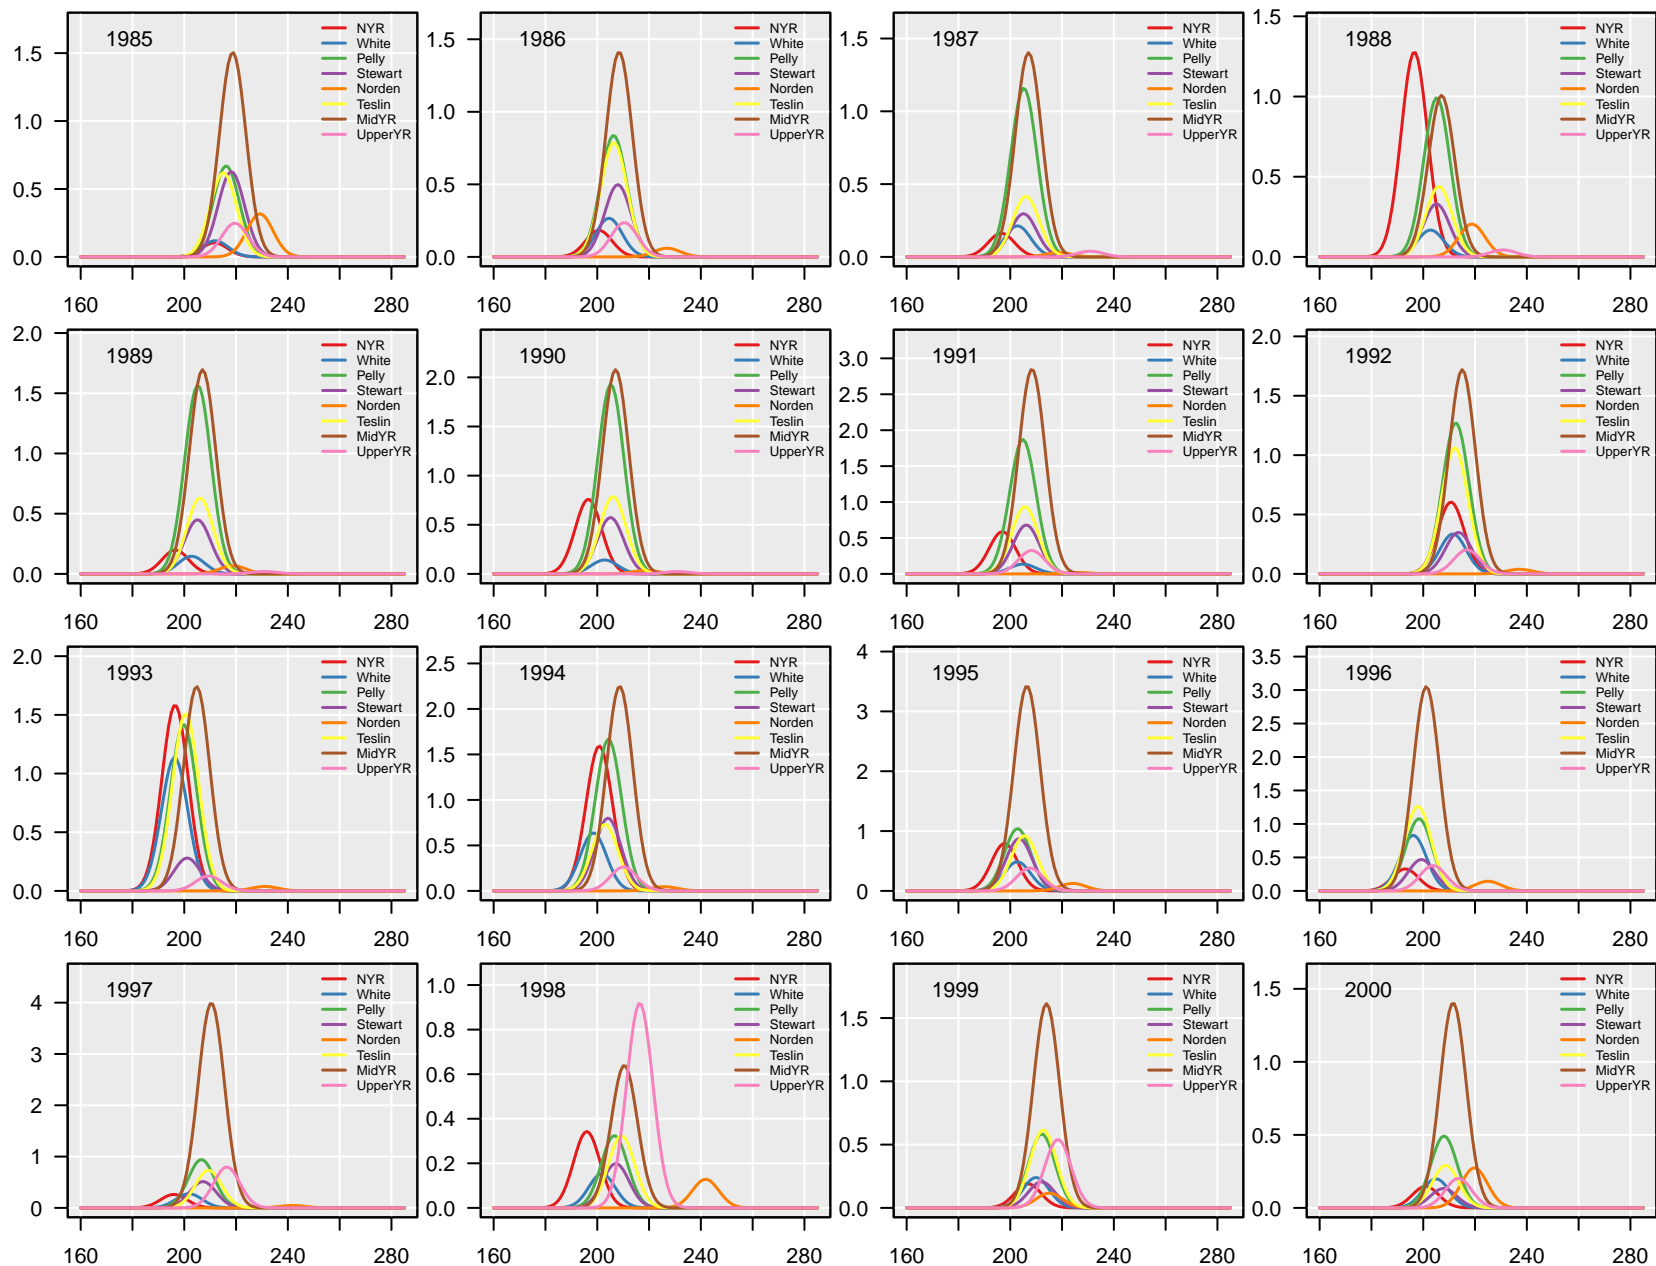 1985
NYR
White
Pelly
Stewart
Norden
Teslin
MidYR
UpperYR
0.0
0.5
1.0
1.5
160 200 240 280
1986
NYR
White
Pelly
Stewart
Norden
Teslin
MidYR
UpperYR
0.0
0.5
1.0
1.5
160 200 240 280
1987
NYR
White
Pelly
Stewart
Norden
Teslin
MidYR
UpperYR
0.0
0.5
1.0
1.5
160 200 240 280
1988
NYR
White
Pelly
Stewart
Norden
Teslin
MidYR
UpperYR
0.0
0.5
1.0
1.5
160 200 240 280
1989
NYR
White
Pelly
Stewart
Norden
Teslin
MidYR
UpperYR
0.0
0.5
1.0
1.5
2.0
160 200 240 280
1990
NYR
White
Pelly
Stewart
Norden
Teslin
MidYR
UpperYR
0.0
0.5
1.0
1.5
2.0
160 200 240 280
1991
NYR
White
Pelly
Stewart
Norden
Teslin
MidYR
UpperYR
0.0
0.5
1.0
1.5
2.0
2.5
3.0
160 200 240 280
1992
NYR
White
Pelly
Stewart
Norden
Teslin
MidYR
UpperYR
0.0
0.5
1.0
1.5
2.0
160 200 240 280
1993
NYR
White
Pelly
Stewart
Norden
Teslin
MidYR
UpperYR
0.0
0.5
1.0
1.5
2.0
160 200 240 280
1994
NYR
White
Pelly
Stewart
Norden
Teslin
MidYR
UpperYR
0.0
0.5
1.0
1.5
2.0
2.5
160 200 240 280
1995
NYR
White
Pelly
Stewart
Norden
Teslin
MidYR
UpperYR
0
1
2
3
4
160 200 240 280
1996
NYR
White
Pelly
Stewart
Norden
Teslin
MidYR
UpperYR
0.0
0.5
1.0
1.5
2.0
2.5
3.0
3.5
160 200 240 280
1997
NYR
White
Pelly
Stewart
Norden
Teslin
MidYR
UpperYR
0
1
2
3
4
160 200 240 280
1998
NYR
White
Pelly
Stewart
Norden
Teslin
MidYR
UpperYR
0.0
0.2
0.4
0.6
0.8
1.0
160 200 240 280
1999
NYR
White
Pelly
Stewart
Norden
Teslin
MidYR
UpperYR
0.0
0.5
1.0
1.5
160 200 240 280
2000
NYR
White
Pelly
Stewart
Norden
Teslin
MidYR
UpperYR
0.0
0.5
1.0
1.5
160 200 240 280